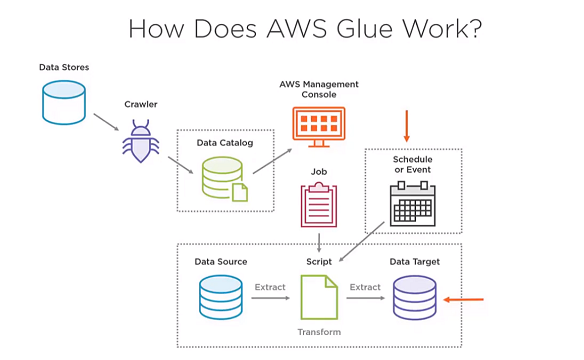 How Does AWS Glue Work?
Data Stores
Crawler
Data Catalog
AWS Management
Console
Job
Schedule
or Event
Data Source
Extract
Script
Transform
Extract
Data Target